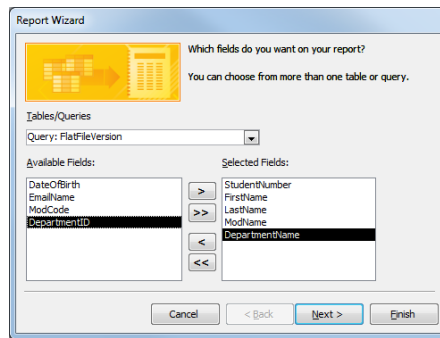 Report Wizard
Which fields do you want on your report?
You can choose from more than one table or query.
Tables/Queries
Query: FlatFileVersion
Available Fields:
Selected Fields:
DateOfBirth
EmailName
ModCode
DepartmentID
>
>>
<
<<
StudentNumber
FirstName
LastName
ModName
DepartmentName
Cancel
< Back
Next >
Finish